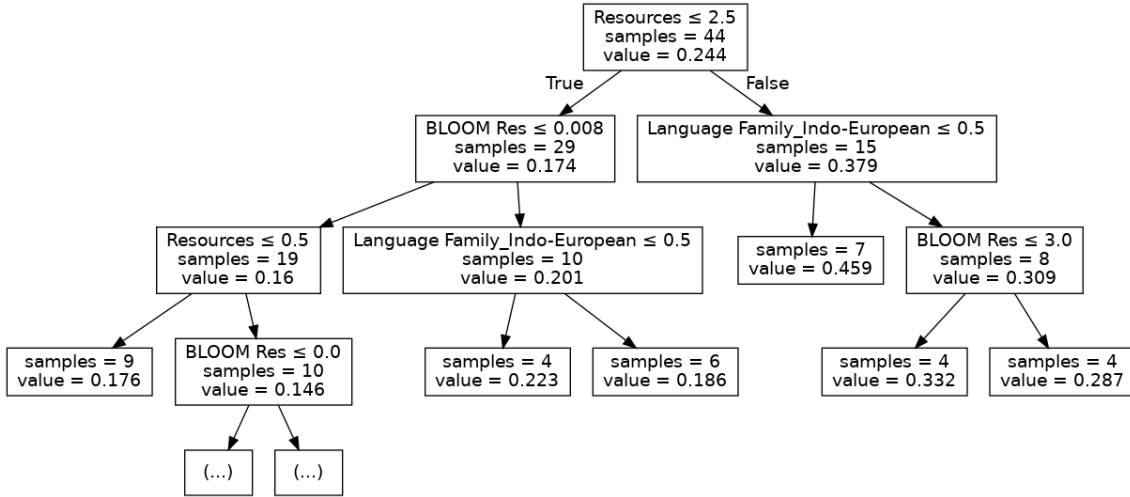 Resources ≤ 2.5
samples = 44
value = 0.244
True
False
BLOOM Res ≤ 0.008
samples = 29
value = 0.174
Language Family_Indo-European ≤ 0.5
samples = 15
value = 0.379
Resources ≤ 0.5
samples = 19
value = 0.16
Language Family_Indo-European ≤ 0.5
samples = 10
value = 0.201
samples = 7
value = 0.459
BLOOM Res ≤ 3.0
samples = 8
value = 0.309
samples = 9
value = 0.176
BLOOM Res ≤ 0.0
samples = 10
value = 0.146
samples = 4
value = 0.223
samples = 6
value = 0.186
samples = 4
value = 0.332
samples = 4
value = 0.287
(...)
(...)